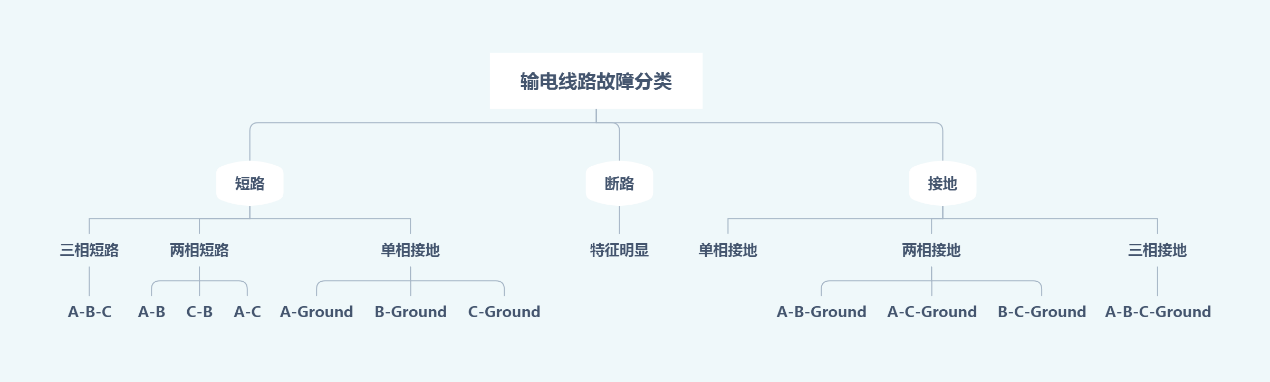 输电线路故障分类
短路 断路 接地
三相短路 两相短路 单相接地 特征明显 单相接地 两相接地 三相接地
A-B-C A-B C-B A-C A-Ground B-Ground C-Ground A-B-Ground A-C-Ground B-C-Ground A-B-C-Ground